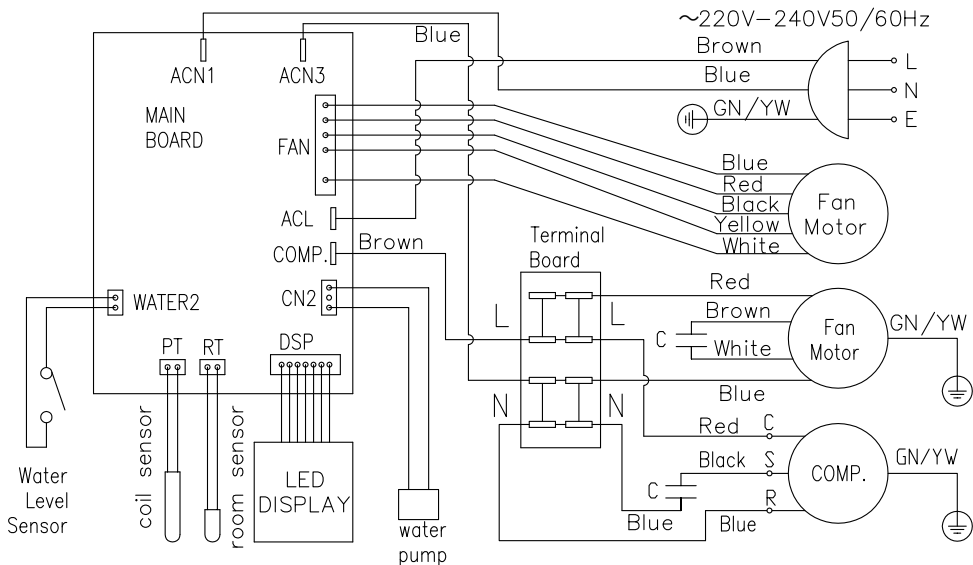 ~220V-240V50/60Hz
Blue
Brown
L
ACN1
ACN3
Blue
N
MAIN
BOARD
GN/YW
E
FAN
Blue
Red
Black
Yellow
White
Fan
Motor
ACL
COMP.
Brown
Terminal
Board
WATER2
CN2
L
L
Red
Brown
C
White
Fan
Motor
GN/YW
PT
RT
DSP
N
N
Blue
Red
C
Black
S
C
Blue
Blue
R
COMP.
GN/YW
Water
Level
Sensor
coil sensor
room sensor
LED
DISPLAY
water
pump